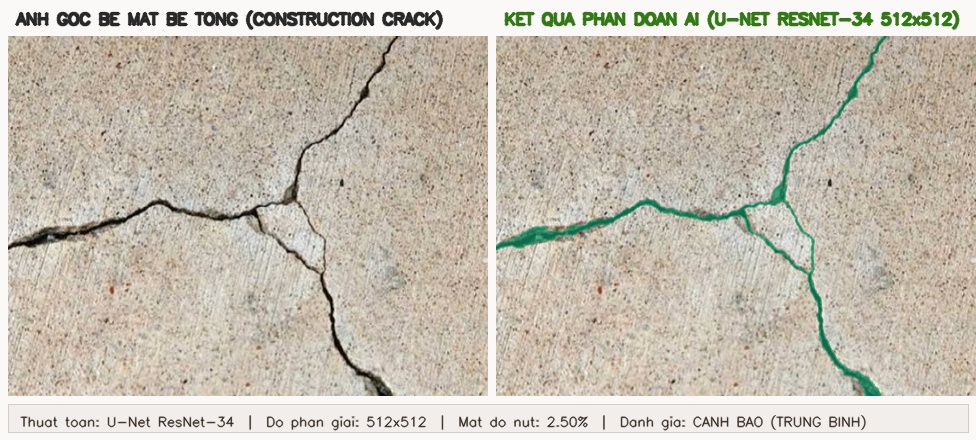 ANH GOC BE MAT BE TONG (CONSTRUCTION CRACK)
KET QUA PHAN DOAN AI (U-NET RESNET-34 512x512)
Thuat toan: U-Net ResNet-34 | Do phan giai: 512x512 | Mat do nut: 2.50% | Danh gia: CANH BAO (TRUNG BINH)